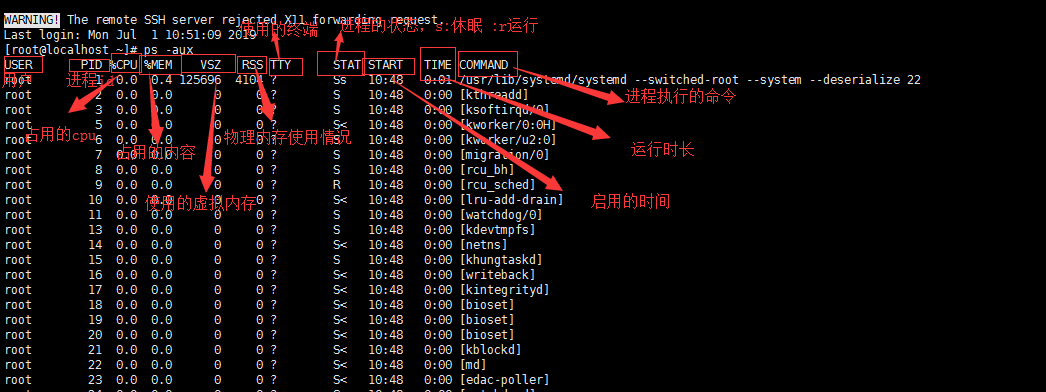 WARNING! The remote SSH server rejected X11 forwarding request.
Last login: Mon Jul  1 10:51:09 2019
使用的终端
进程的状态，s:休眠 :r运行
[root@localhost ~]# ps -aux
USER PID %CPU %MEM VSZ RSS TTY STAT START TIME COMMAND
用户 进程id
root 1 0.0 0.4 125696 4104 ? Ss 10:48 0:01 /usr/lib/systemd/systemd --switched-root --system --deserialize 22
root 2 0.0 0.0 0 0 ? S 10:48 0:00 [kthreadd]
进程执行的命令
root 3 0.0 0.0 0 0 ? S 10:48 0:00 [ksoftirqd/0]
root 5 0.0 0.0 0 0 ? S< 10:48 0:00 [kworker/0:0H]
占用的cpu
物理内存使用情况
root 6 0.0 0.0 0 0 ? S 10:48 0:00 [kworker/u2:0]
占用的内容
运行时长
root 7 0.0 0.0 0 0 ? S 10:48 0:00 [migration/0]
root 8 0.0 0.0 0 0 ? S 10:48 0:00 [rcu_bh]
root 9 0.0 0.0 0 0 ? R 10:48 0:00 [rcu_sched]
root 10 0.0 0.0 0 0 ? S< 10:48 0:00 [lru-add-drain]
使用的虚拟内存
启用的时间
root 11 0.0 0.0 0 0 ? S 10:48 0:00 [watchdog/0]
root 13 0.0 0.0 0 0 ? S 10:48 0:00 [kdevtmpfs]
root 14 0.0 0.0 0 0 ? S< 10:48 0:00 [netns]
root 15 0.0 0.0 0 0 ? S 10:48 0:00 [khungtaskd]
root 16 0.0 0.0 0 0 ? S< 10:48 0:00 [writeback]
root 17 0.0 0.0 0 0 ? S< 10:48 0:00 [kintegrityd]
root 18 0.0 0.0 0 0 ? S< 10:48 0:00 [bioset]
root 19 0.0 0.0 0 0 ? S< 10:48 0:00 [bioset]
root 20 0.0 0.0 0 0 ? S< 10:48 0:00 [bioset]
root 21 0.0 0.0 0 0 ? S< 10:48 0:00 [kblockd]
root 22 0.0 0.0 0 0 ? S< 10:48 0:00 [md]
root 23 0.0 0.0 0 0 ? S< 10:48 0:00 [edac-poller]